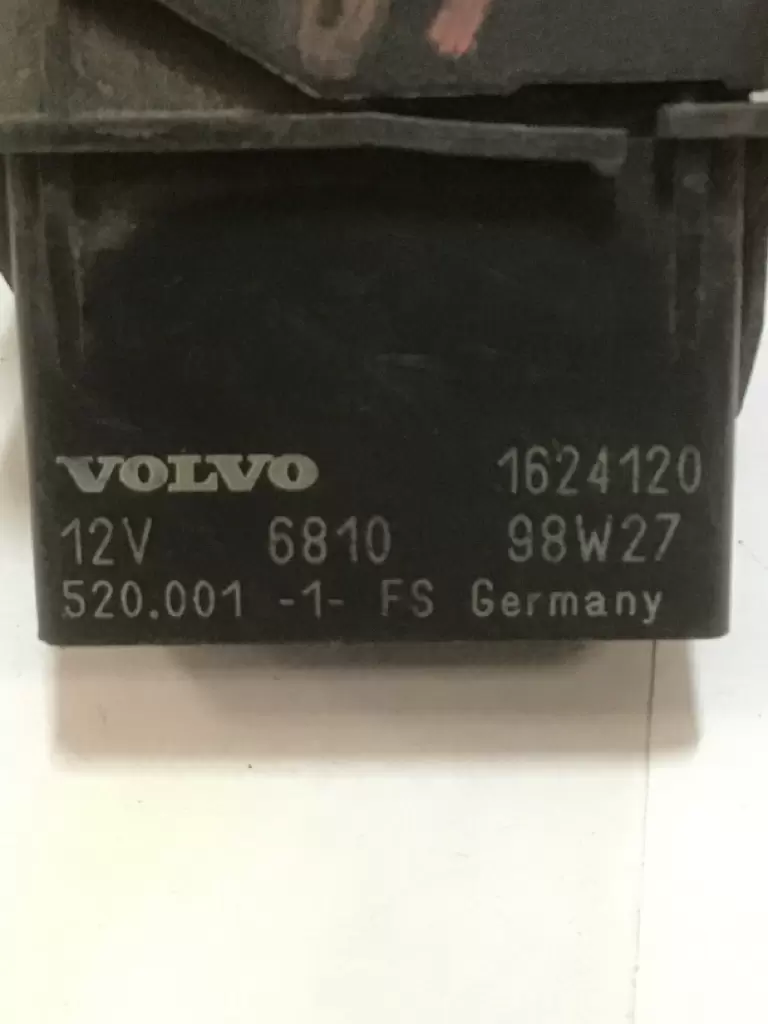 VOLVO 1624120
12V 6810 98W27
520.001 -1- FS Germany